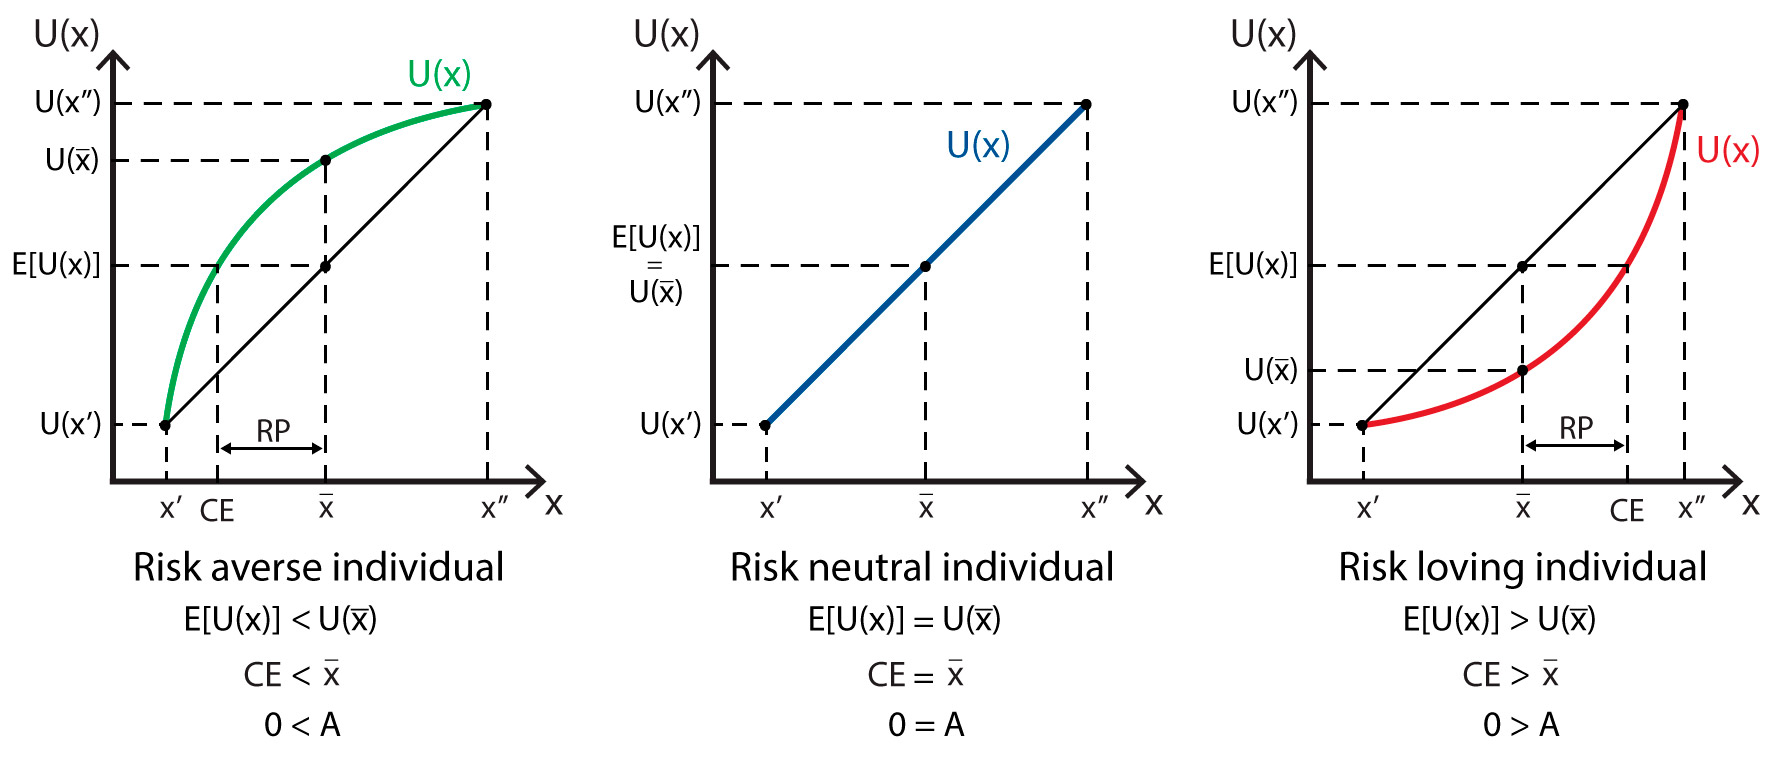 U(x)
U(x)
U(x″)
U(x̅)
E[U(x)]
U(x′)
RP
x′
CE
x̅
x″
x
Risk averse individual
E[U(x)] < U(x̅)
CE < x̅
0 < A
U(x)
U(x″)
U(x)
E[U(x)]
=
U(x̅)
U(x′)
x′
x̅
x″
x
Risk neutral individual
E[U(x)] = U(x̅)
CE = x̅
0 = A
U(x)
U(x″)
U(x)
E[U(x)]
U(x̅)
U(x′)
RP
x′
x̅
CE
x″
x
Risk loving individual
E[U(x)] > U(x̅)
CE > x̅
0 > A